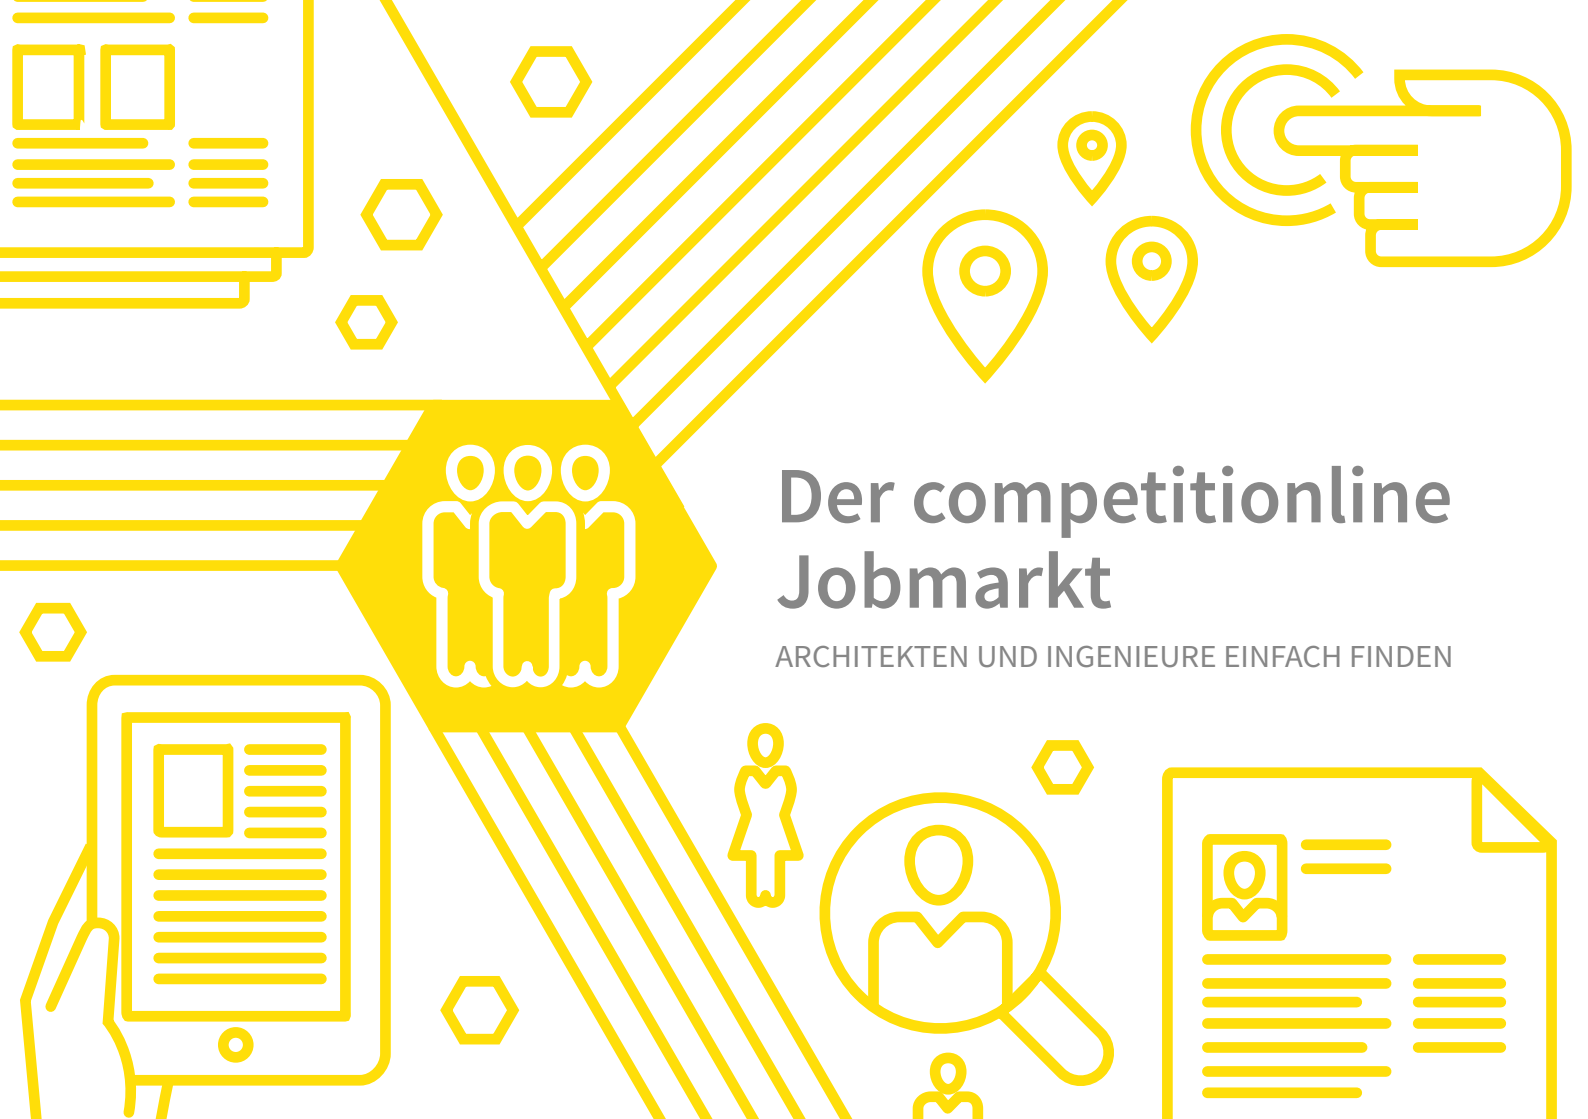 Der competitionline
Jobmarkt
ARCHITEKTEN UND INGENIEURE EINFACH FINDEN